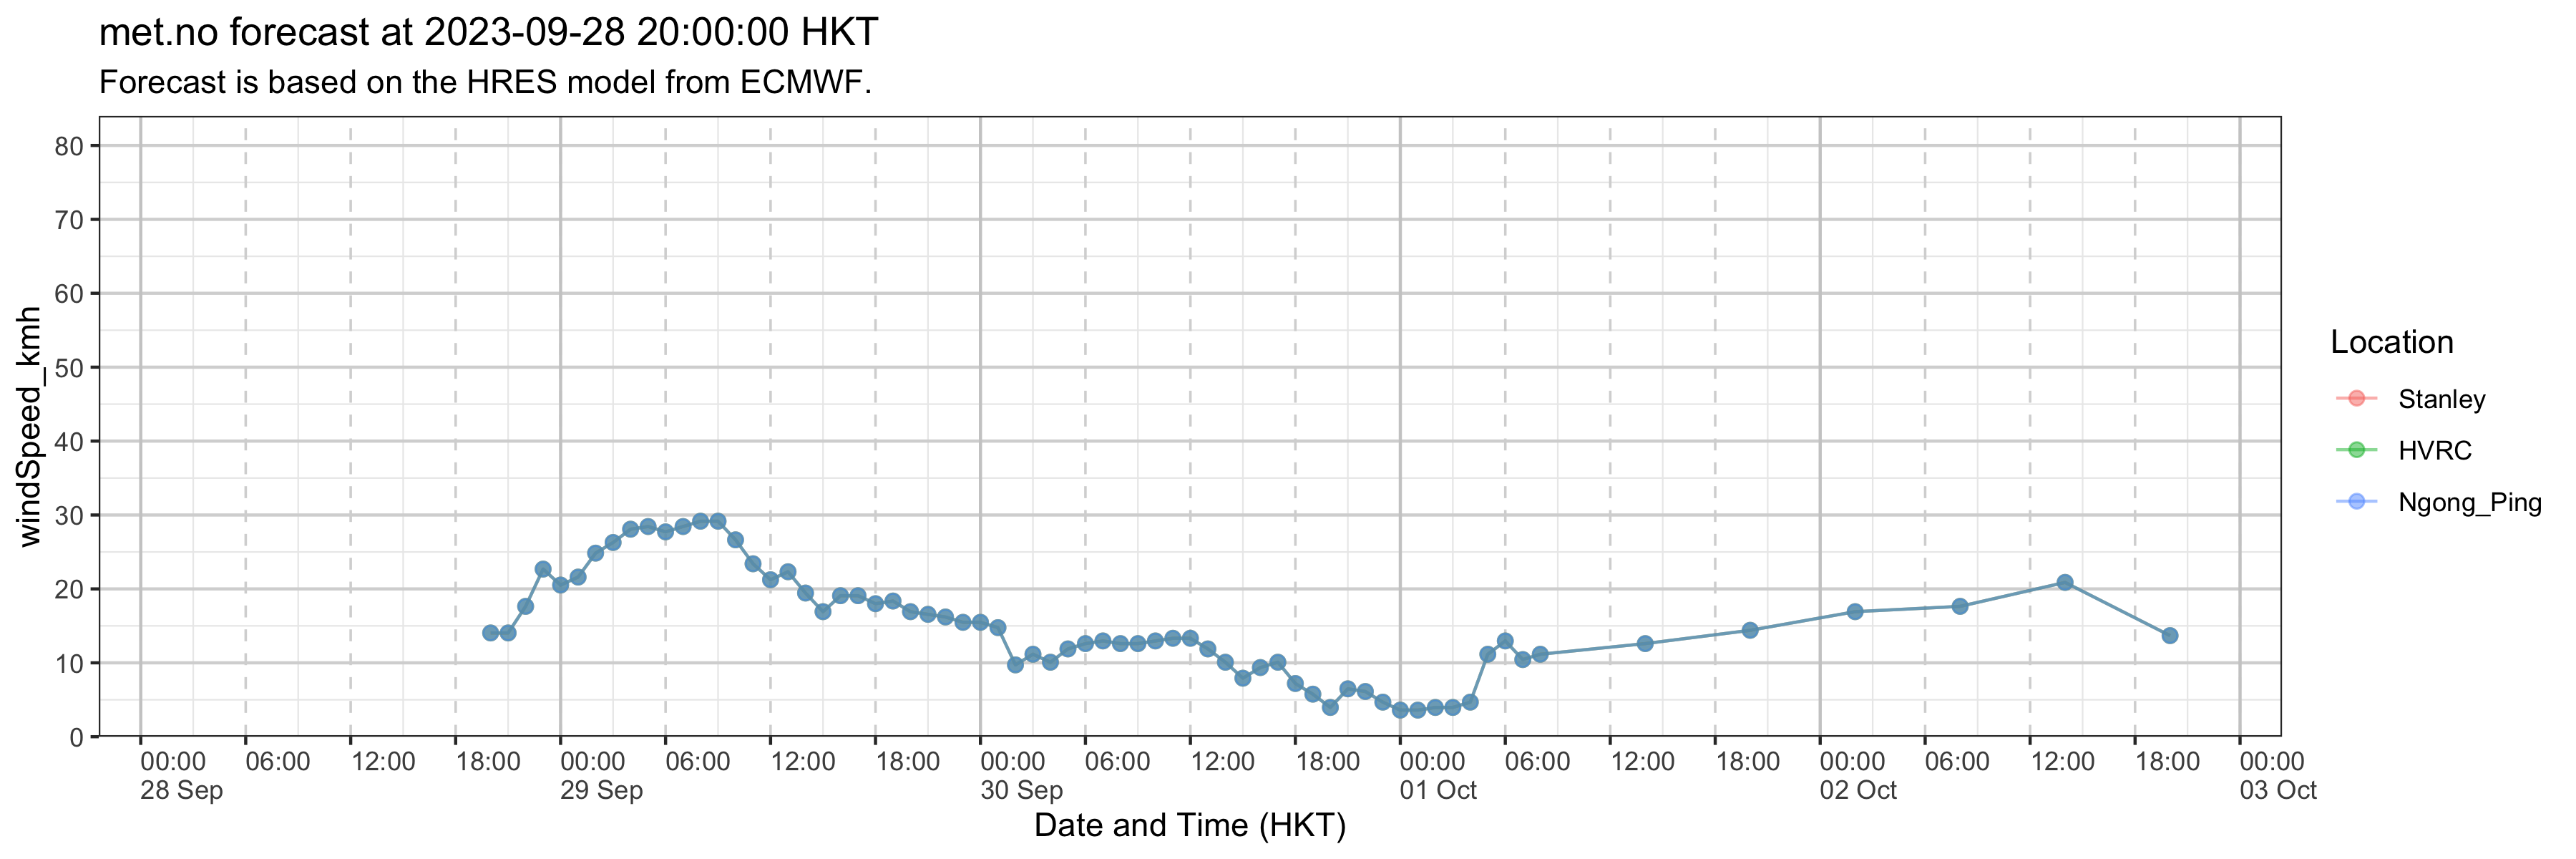 met.no forecast at 2023-09-28 20:00:00 HKT
Forecast is based on the HRES model from ECMWF.
windSpeed_kmh
80
70
60
50
40
30
20
10
0
00:00 06:00 12:00 18:00 00:00 06:00 12:00 18:00 00:00 06:00 12:00 18:00 00:00 06:00 12:00 18:00 00:00 06:00 12:00 18:00 00:00
28 Sep 29 Sep 30 Sep 01 Oct 02 Oct 03 Oct
Date and Time (HKT)
Location
Stanley
HVRC
Ngong_Ping